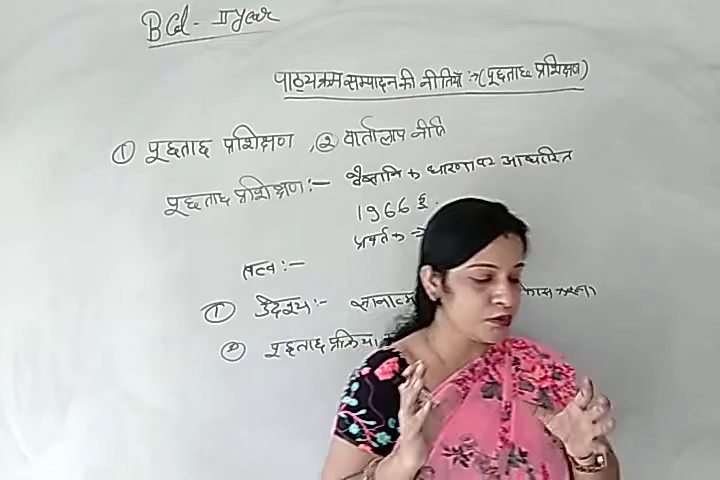 BEd - II year
पाठ्यक्रम सम्पादन की नीतियाँ :→ (पूछताछ प्रशिक्षण)
① पूछताछ प्रशिक्षण , ② वार्तालाप नीति
पूछताछ प्रशिक्षण :— वैज्ञानिक धारणा पर आधारित
1966 ई.
प्रवर्तक →
तत्व :—
① उद्देश्य :-
② पूछताछ प्रक्रिया